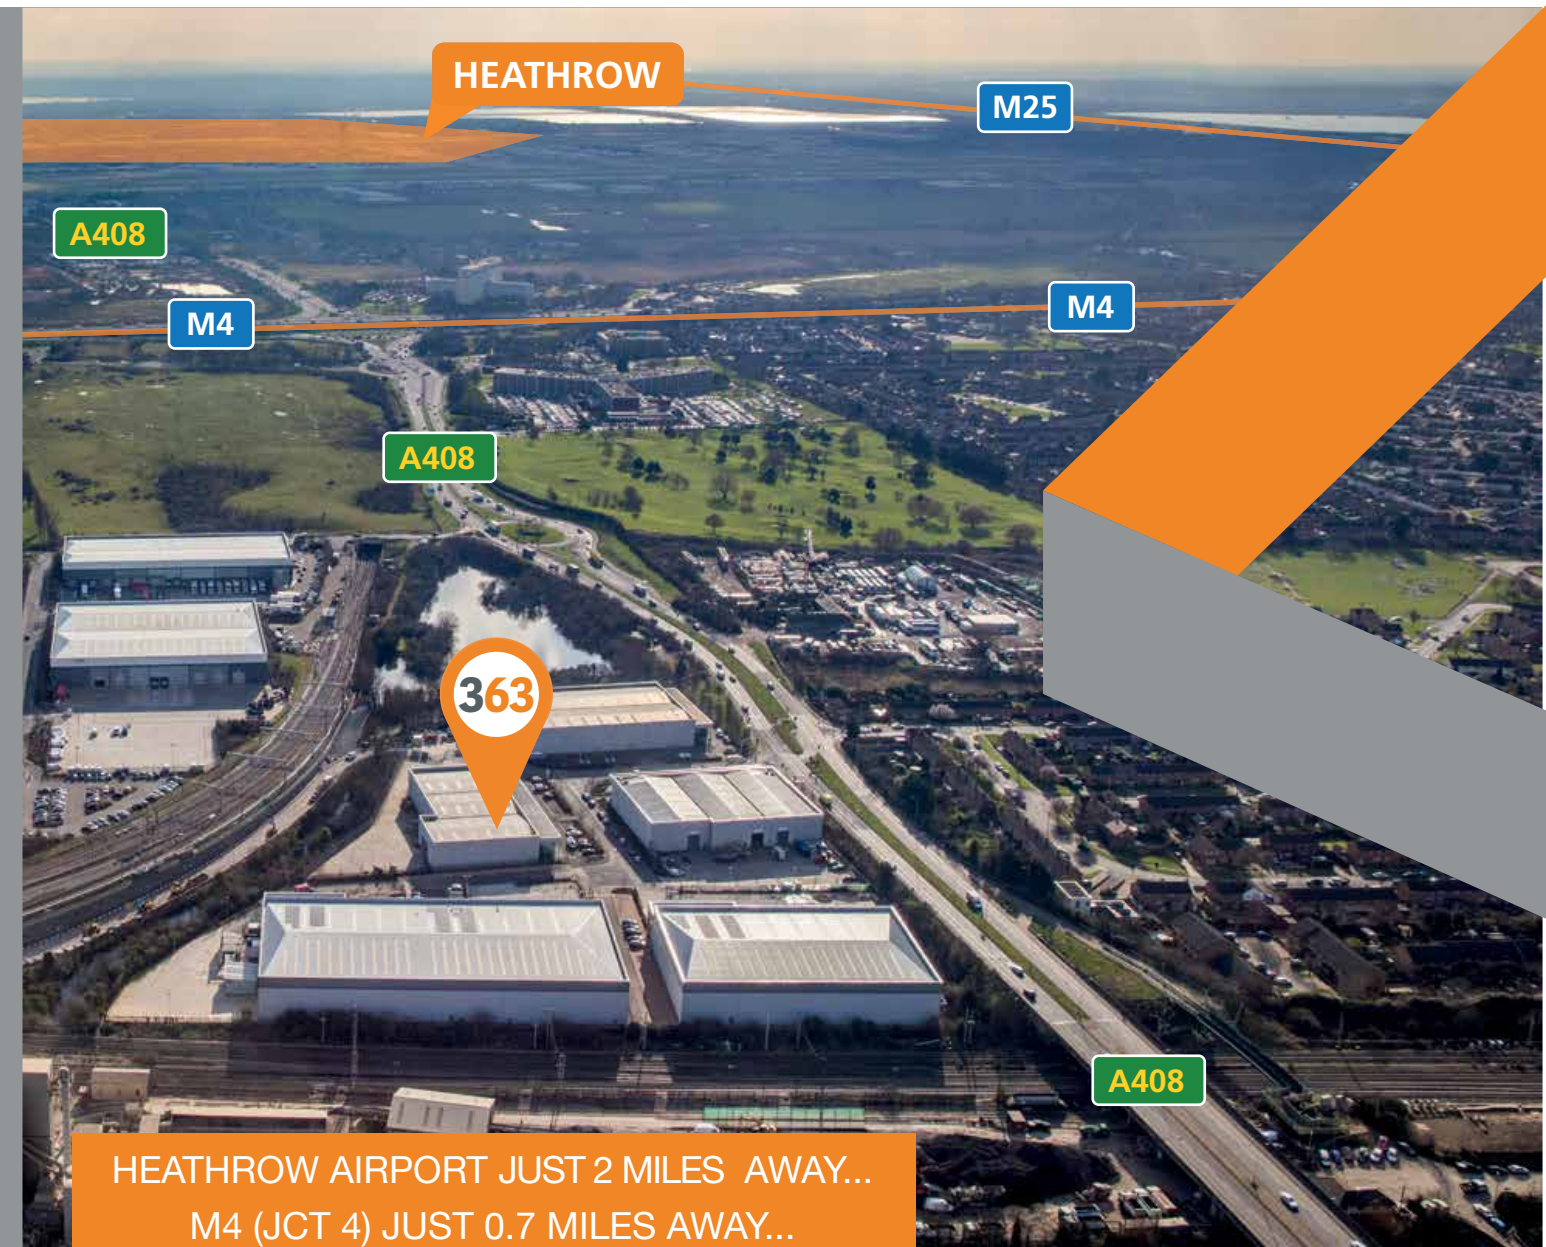 HEATHROW
M25
A408
M4
M4
A408
363
A408
HEATHROW AIRPORT JUST 2 MILES AWAY...
M4 (JCT 4) JUST 0.7 MILES AWAY...